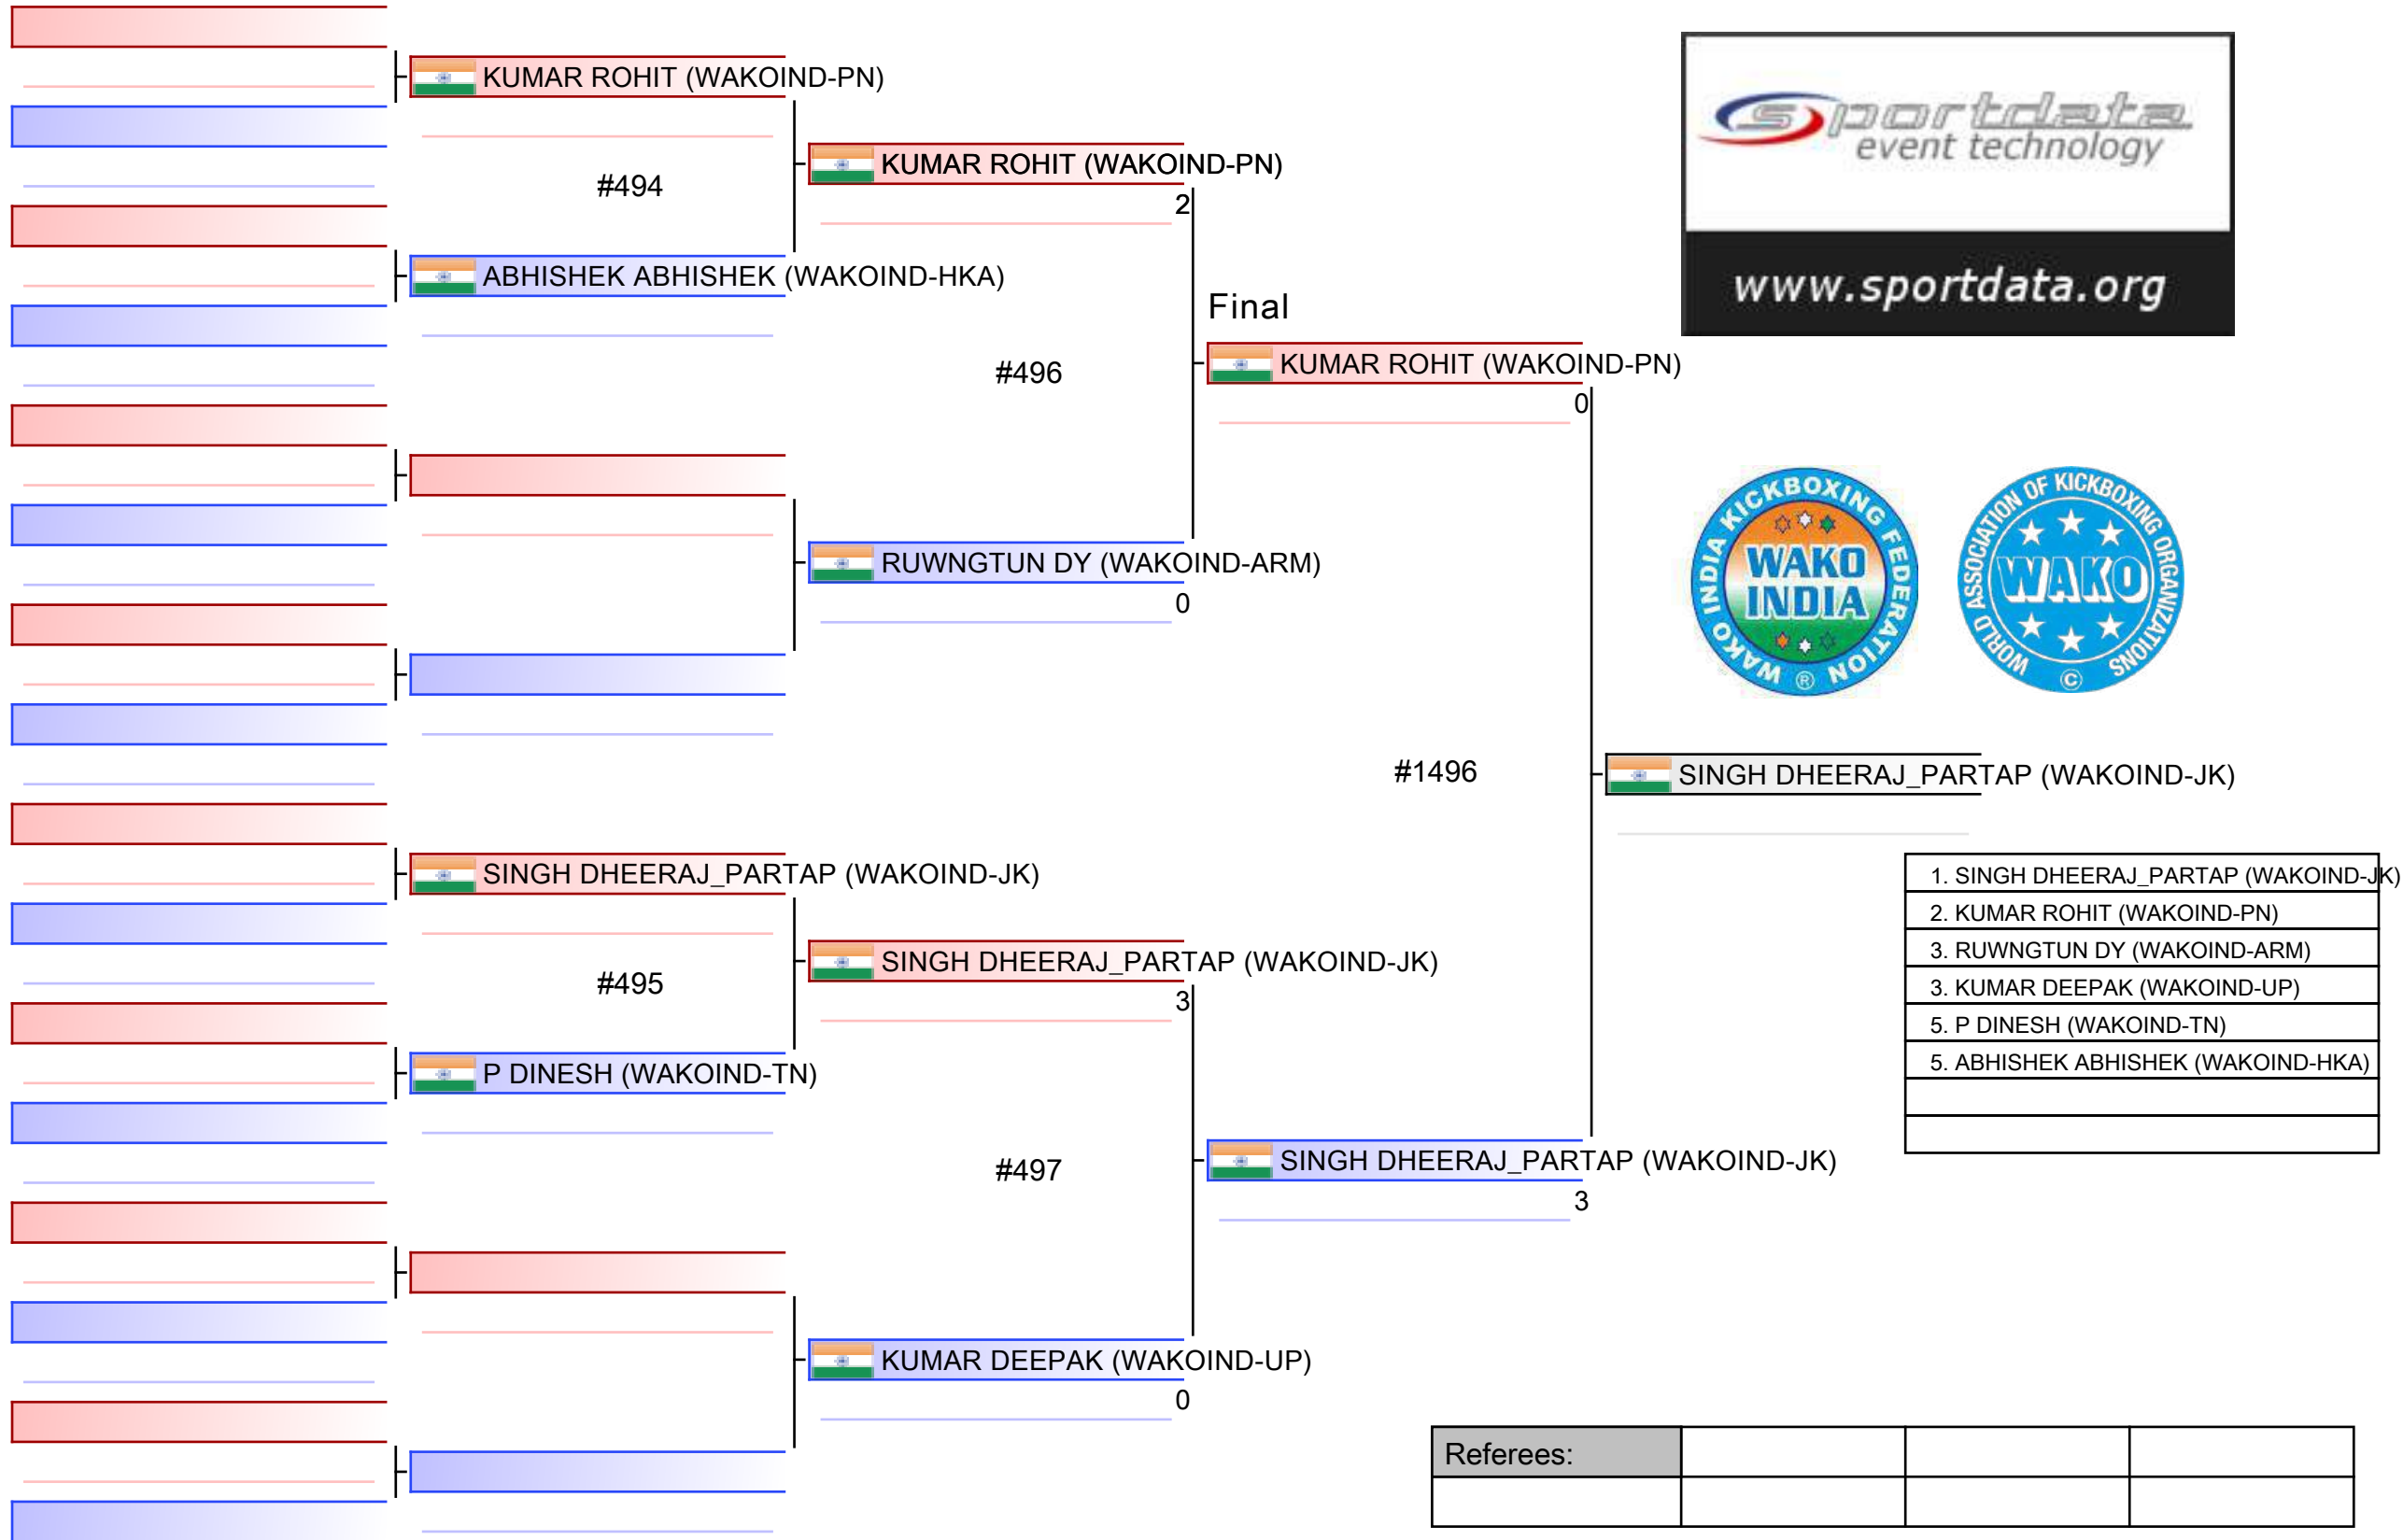 KUMAR ROHIT (WAKOIND-PN)
#494
ABHISHEK ABHISHEK (WAKOIND-HKA)
KUMAR ROHIT (WAKOIND-PN)
2
#496
RUWNGTUN DY (WAKOIND-ARM)
0
SINGH DHEERAJ_PARTAP (WAKOIND-JK)
#495
P DINESH (WAKOIND-TN)
SINGH DHEERAJ_PARTAP (WAKOIND-JK)
3
#497
KUMAR DEEPAK (WAKOIND-UP)
0
Final
KUMAR ROHIT (WAKOIND-PN)
0
#1496
SINGH DHEERAJ_PARTAP (WAKOIND-JK)
3
SINGH DHEERAJ_PARTAP (WAKOIND-JK)
sportdata
event technology
www.sportdata.org
WAKO INDIA KICKBOXING FEDERATION ®
WAKO
INDIA
WORLD ASSOCIATION OF KICKBOXING ORGANIZATIONS
WAKO
©
1. SINGH DHEERAJ_PARTAP (WAKOIND-JK)
2. KUMAR ROHIT (WAKOIND-PN)
3. RUWNGTUN DY (WAKOIND-ARM)
3. KUMAR DEEPAK (WAKOIND-UP)
5. P DINESH (WAKOIND-TN)
5. ABHISHEK ABHISHEK (WAKOIND-HKA)
Referees: